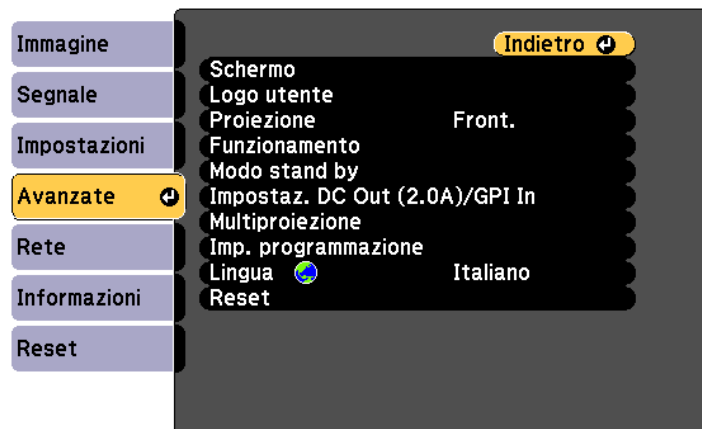 Immagine
Segnale
Impostazioni
Avanzate
Rete
Informazioni
Reset
Indietro
Schermo
Logo utente
Proiezione Front.
Funzionamento
Modo stand by
Impostaz. DC Out (2.0A)/GPI In
Multiproiezione
Imp. programmazione
Lingua Italiano
Reset